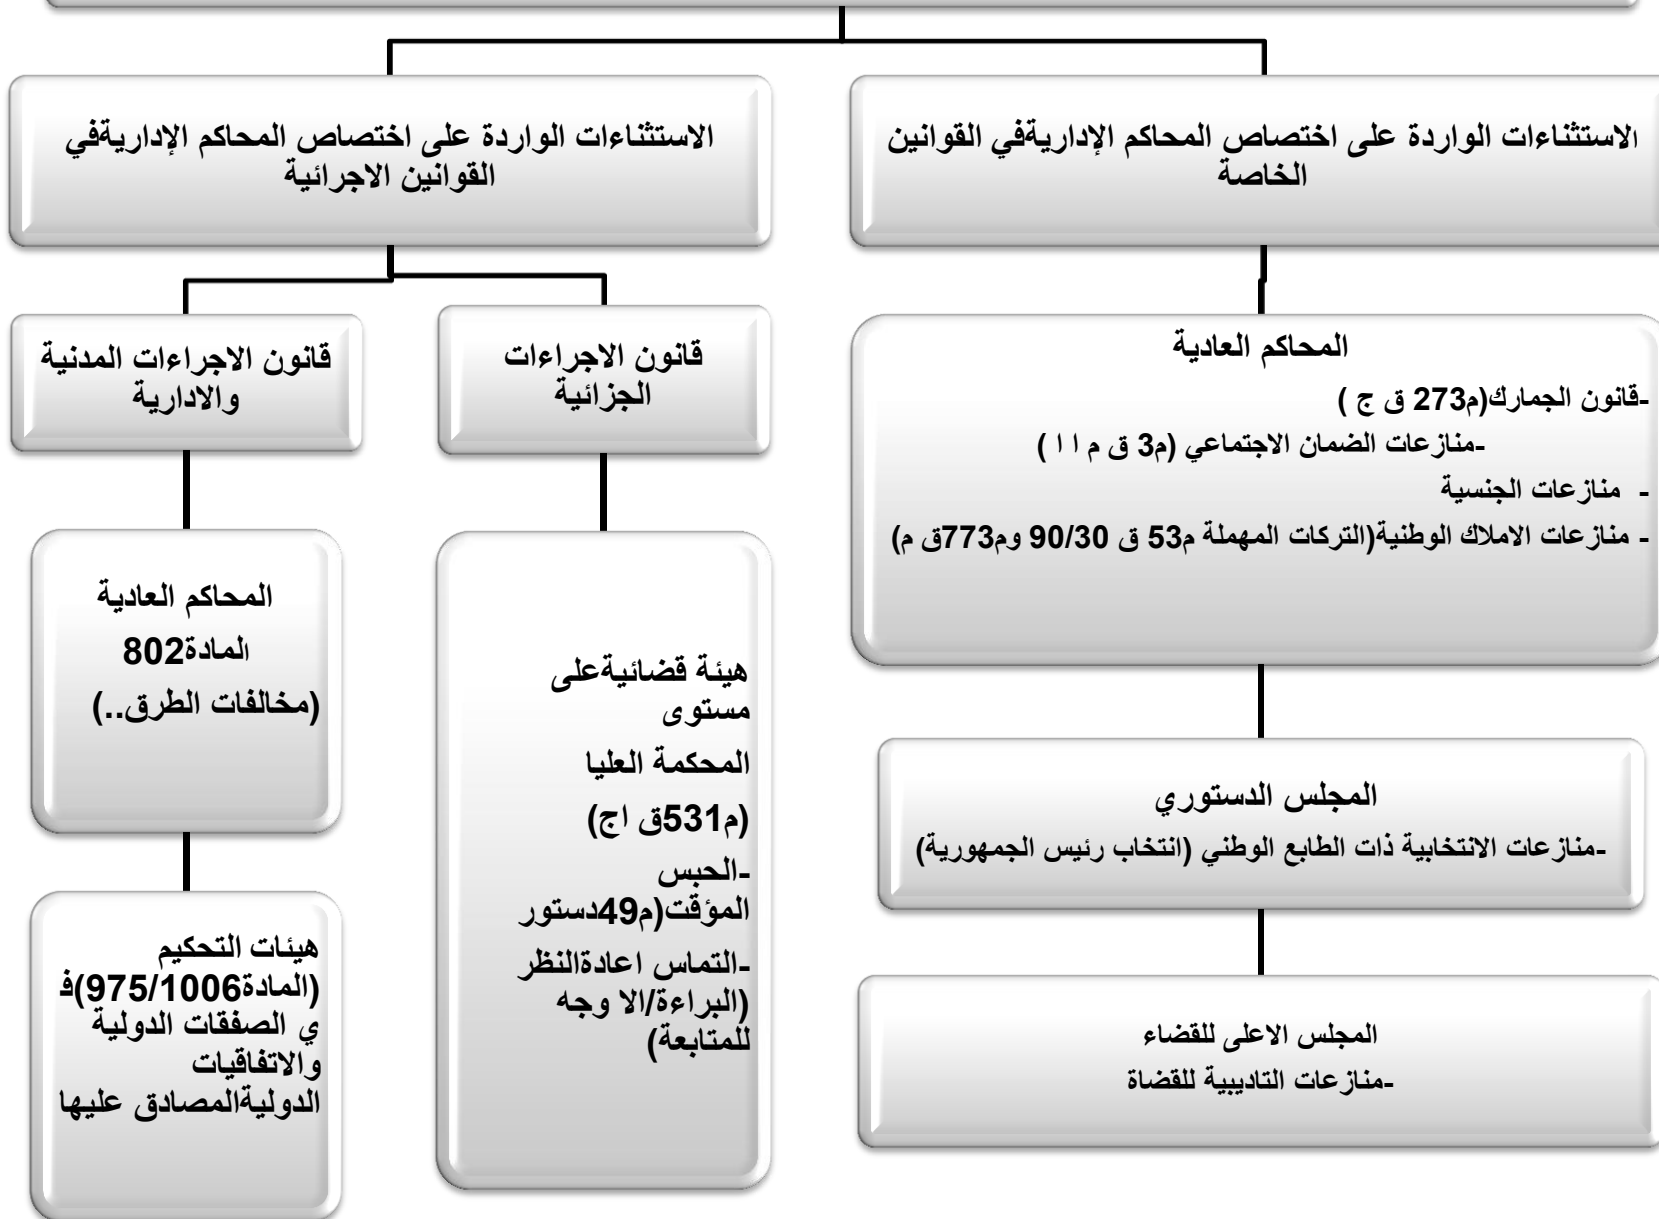 الاستثناءات الواردة على اختصاص المحاكم الإداريةفي القوانين
الخاصة
المحاكم العادية
-قانون الجمارك(م273 ق ج )
-منازعات الضمان الاجتماعي (م3 ق م ا ا )
- منازعات الجنسية
- منازعات الاملاك الوطنية(التركات المهملة م53 ق 90/30 وم773ق م)
المجلس الدستوري
-منازعات الانتخابية ذات الطابع الوطني (انتخاب رئيس الجمهورية)
المجلس الاعلى للقضاء
-منازعات التاديبية للقضاة
الاستثناءات الواردة على اختصاص المحاكم الإداريةفي
القوانين الاجرائية
قانون الاجراءات
الجزائية
هيئة قضائيةعلى
مستوى
المحكمة العليا
(م531ق اج)
-الحبس
المؤقت(م49دستور
-التماس اعادةالنظر
(البراءة/الا وجه
للمتابعة)
قانون الاجراءات المدنية
والادارية
المحاكم العادية
المادة802
(مخالفات الطرق..)
هيئات التحكيم
(المادة975/1006)ف
ي الصفقات الدولية
والاتفاقيات
الدوليةالمصادق عليها